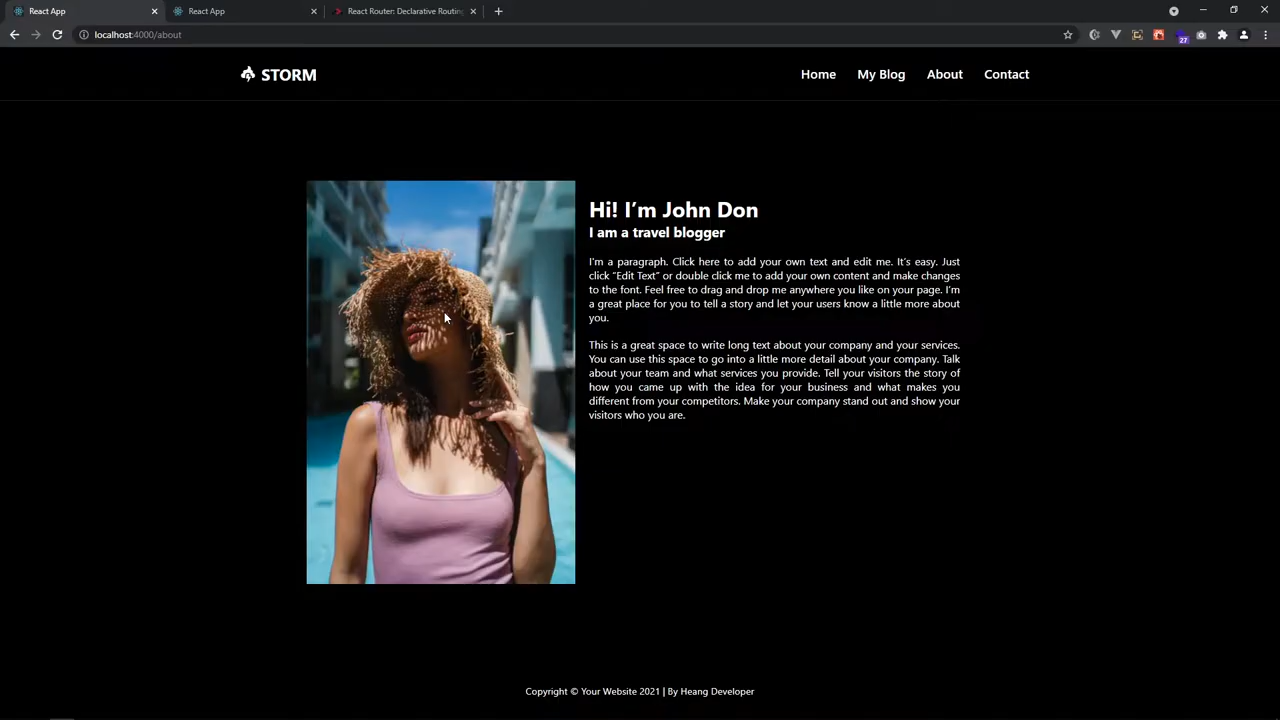 React App
React App
React Router: Declarative Routing
localhost:4000/about
27
STORM
Home
My Blog
About
Contact
Hi! I’m John Don
I am a travel blogger
I'm a paragraph. Click here to add your own text and edit me. It’s easy. Just
click “Edit Text” or double click me to add your own content and make changes
to the font. Feel free to drag and drop me anywhere you like on your page. I’m
a great place for you to tell a story and let your users know a little more about
you.
This is a great space to write long text about your company and your services.
You can use this space to go into a little more detail about your company. Talk
about your team and what services you provide. Tell your visitors the story of
how you came up with the idea for your business and what makes you
different from your competitors. Make your company stand out and show your
visitors who you are.
Copyright © Your Website 2021 | By Heang Developer